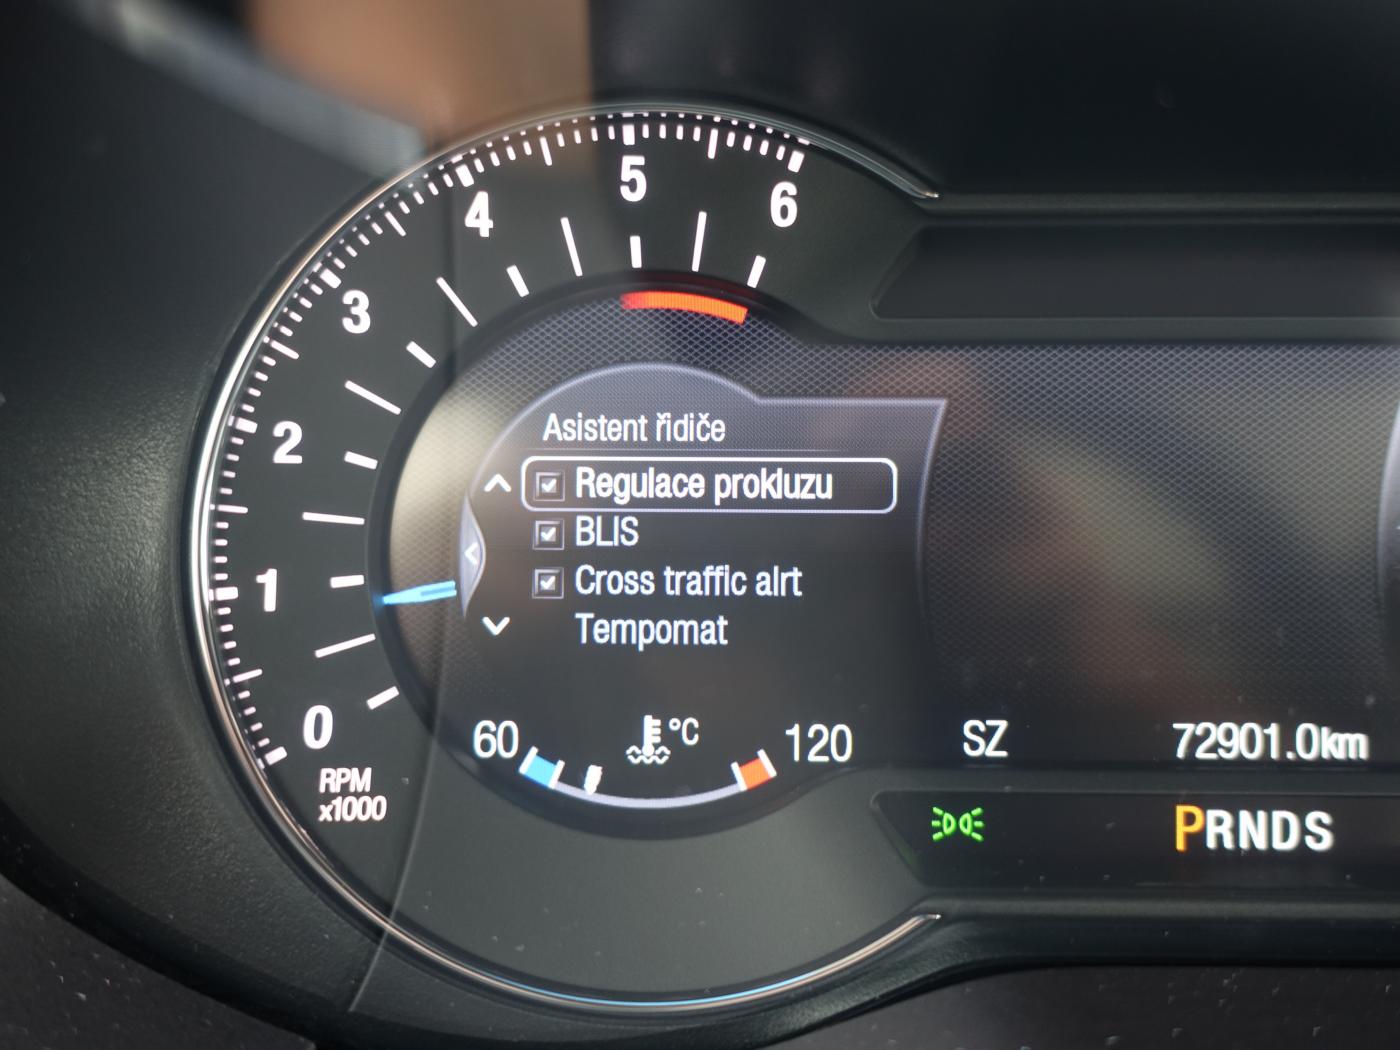 5
4
6
3
2
1
0
RPM
x1000
Asistent řidiče
Regulace prokluzu
BLIS
Cross traffic alrt
Tempomat
60 °C 120
SZ 72901.0km
PRNDS